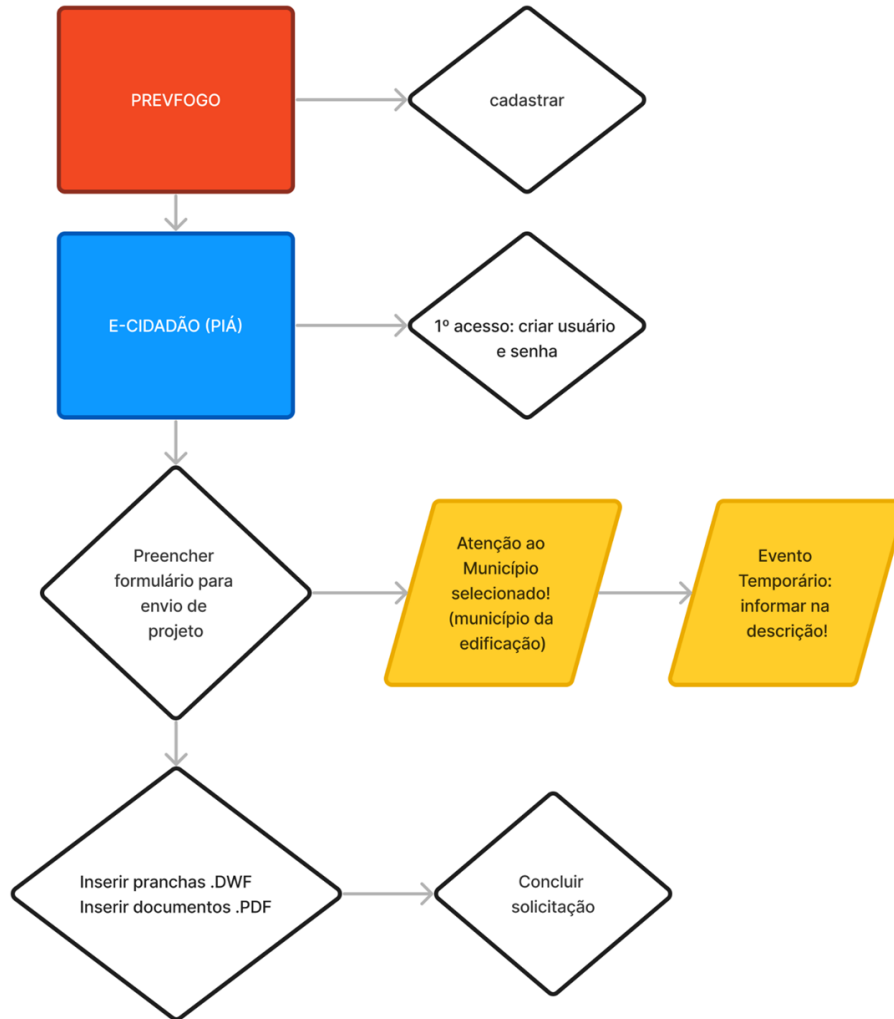 PREVFOGO
cadastrar
E-CIDADÃO (PIÁ)
1º acesso: criar usuário
e senha
Preencher
formulário para
envio de
projeto
Atenção ao
Município
selecionado!
(município da
edificação)
Evento
Temporário:
informar na
descrição!
Inserir pranchas .DWF
Inserir documentos .PDF
Concluir
solicitação